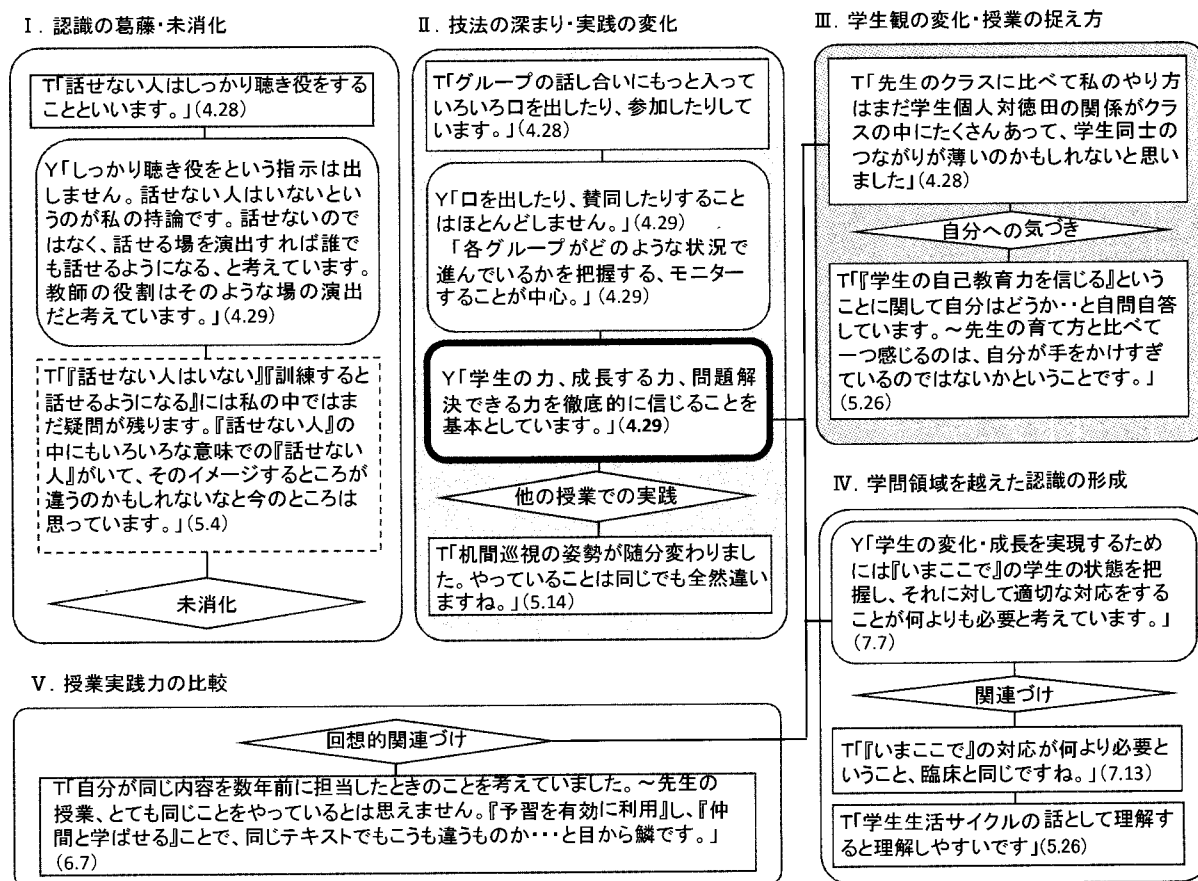 Ⅰ. 認識の葛藤・未消化
T「話せない人はしっかり聴き役をする
ことといいます。」(4.28)
Y「しっかり聴き役をという指示は出
しません。話せない人はいないとい
うのが私の持論です。話せないので
はなく、話せる場を演出すれば誰で
も話せるようになる、と考えています。
教師の役割はそのような場の演出
だと考えています。」(4.29)
T「『話せない人はいない』『訓練すると
話せるようになる』には私の中ではま
だ疑問が残ります。『話せない人』の
中にもいろいろな意味での『話せない
人』がいて、そのイメージするところが
違うのかもしれないなと今のところは
思っています。」(5.4)
未消化
Ⅱ. 技法の深まり・実践の変化
T「グループの話し合いにもっと入って
いろいろ口を出したり、参加したりして
います。」(4.28)
Y「口を出したり、賛同したりすること
はほとんどしません。」(4.29)
「各グループがどのような状況で
進んでいるかを把握する、モニター
することが中心。」(4.29)
Y「学生の力、成長する力、問題解
決できる力を徹底的に信じることを
基本としています。」(4.29)
他の授業での実践
T「机間巡視の姿勢が随分変わりまし
た。やっていることは同じでも全然違い
ますね。」(5.14)
Ⅲ. 学生観の変化・授業の捉え方
T「先生のクラスに比べて私のやり方
はまだ学生個人対徳田の関係がクラ
スの中にたくさんあって、学生同士の
つながりが薄いのかもしれないと思い
ました」(4.28)
自分への気づき
T「『学生の自己教育力を信じる』という
ことに関して自分はどうか・・と自問自答
しています。～先生の育て方と比べて
一つ感じるのは、自分が手をかけすぎ
ているのではないかということです。」
(5.26)
Ⅳ. 学問領域を越えた認識の形成
Y「学生の変化・成長を実現するため
には『いまここで』の学生の状態を把
握し、それに対して適切な対応をする
ことが何よりも必要と考えています。」
(7.7)
関連づけ
T「『いまここで』の対応が何より必要と
いうこと、臨床と同じですね。」(7.13)
T「学生生活サイクルの話として理解す
ると理解しやすいです」(5.26)
Ⅴ. 授業実践力の比較
回想的関連づけ
T「自分が同じ内容を数年前に担当したときのことを考えていました。～先生の
授業、とても同じことをやっているとは思えません。『予習を有効に利用』し、『仲
間と学ばせる』ことで、同じテキストでもこうも違うものか・・・と目から鱗です。」
(6.7)